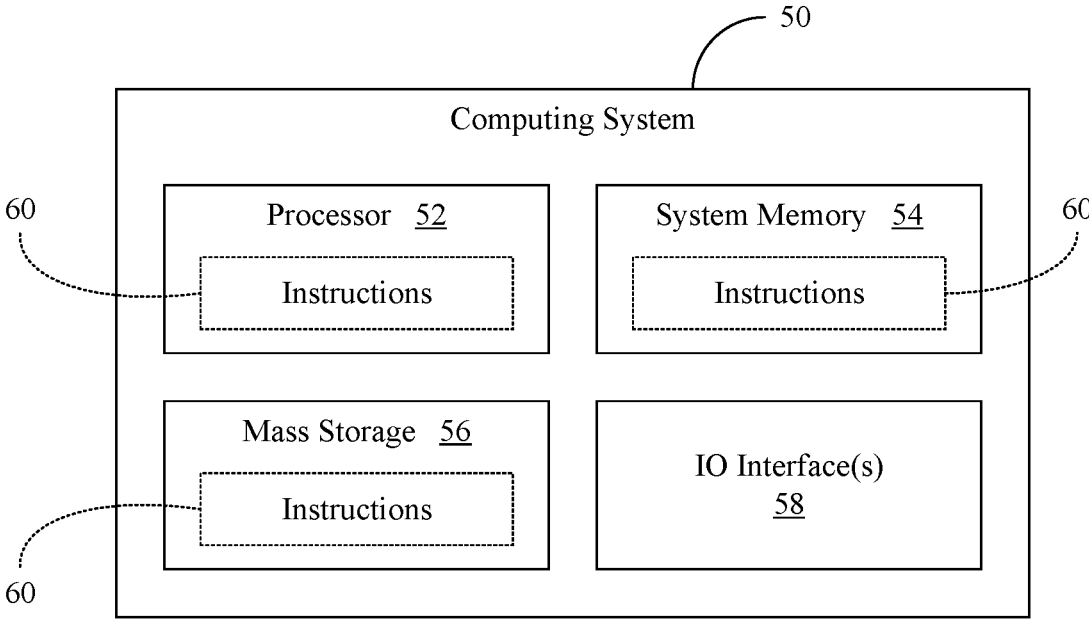 50
Computing System
60
Processor 52
Instructions
System Memory 54
Instructions
60
Mass Storage 56
Instructions
60
IO Interface(s)
58